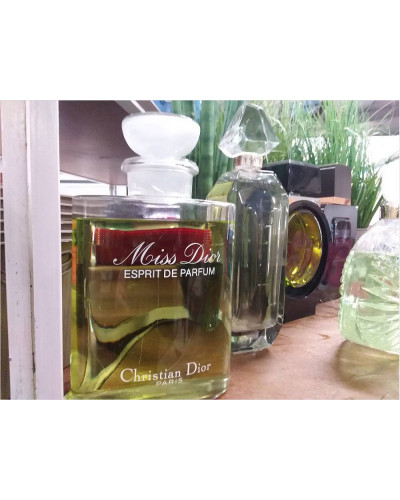 Miss Dior
ESPRIT DE PARFUM
Christian Dior
PARIS